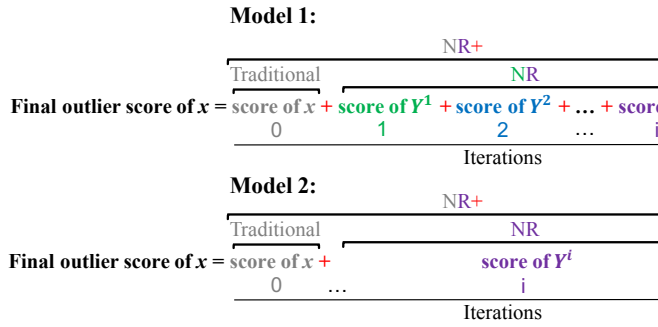 Model 1:
NR+
Traditional NR
Final outlier score of x = score of x + score of Y¹ + score of Y² + ... + score
0 1 2 ... i
Iterations
Model 2:
NR+
Traditional NR
Final outlier score of x = score of x + score of Yⁱ
0 ... i
Iterations